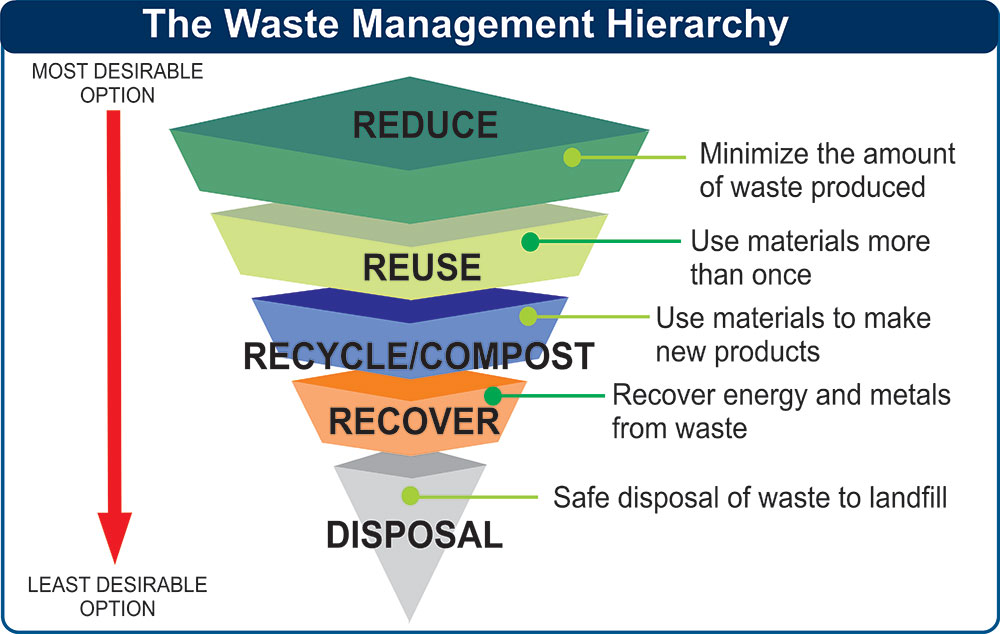 The Waste Management Hierarchy
MOST DESIRABLE
OPTION
REDUCE
Minimize the amount
of waste produced
REUSE
Use materials more
than once
RECYCLE/COMPOST
Use materials to make
new products
RECOVER
Recover energy and metals
from waste
DISPOSAL
Safe disposal of waste to landfill
LEAST DESIRABLE
OPTION